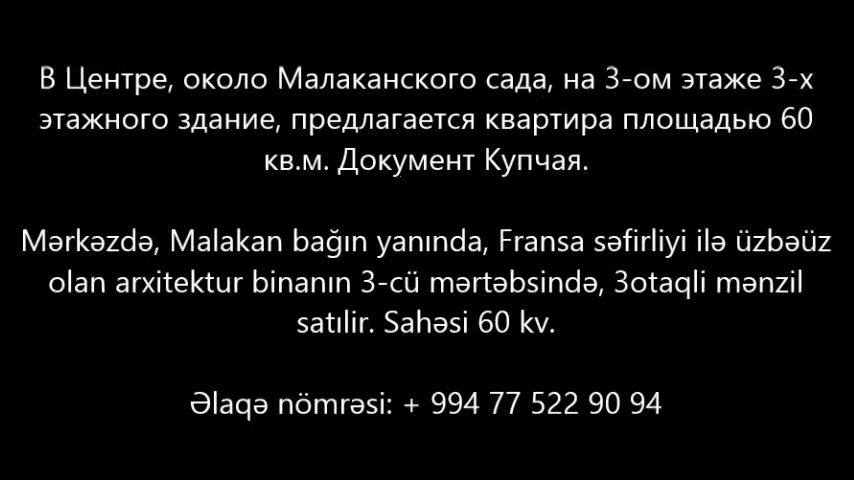 В Центре, около Малаканского сада, на 3-ом этаже 3-х
этажного здание, предлагается квартира площадью 60
кв.м. Документ Купчая.
Mərkəzdə, Malakan bağın yanında, Fransa səfirliyi ilə üzbəüz
olan arxitektur binanın 3-cü mərtəbsində, 3otaqli mənzil
satılir. Sahəsi 60 kv.
Əlaqə nömrəsi: + 994 77 522 90 94